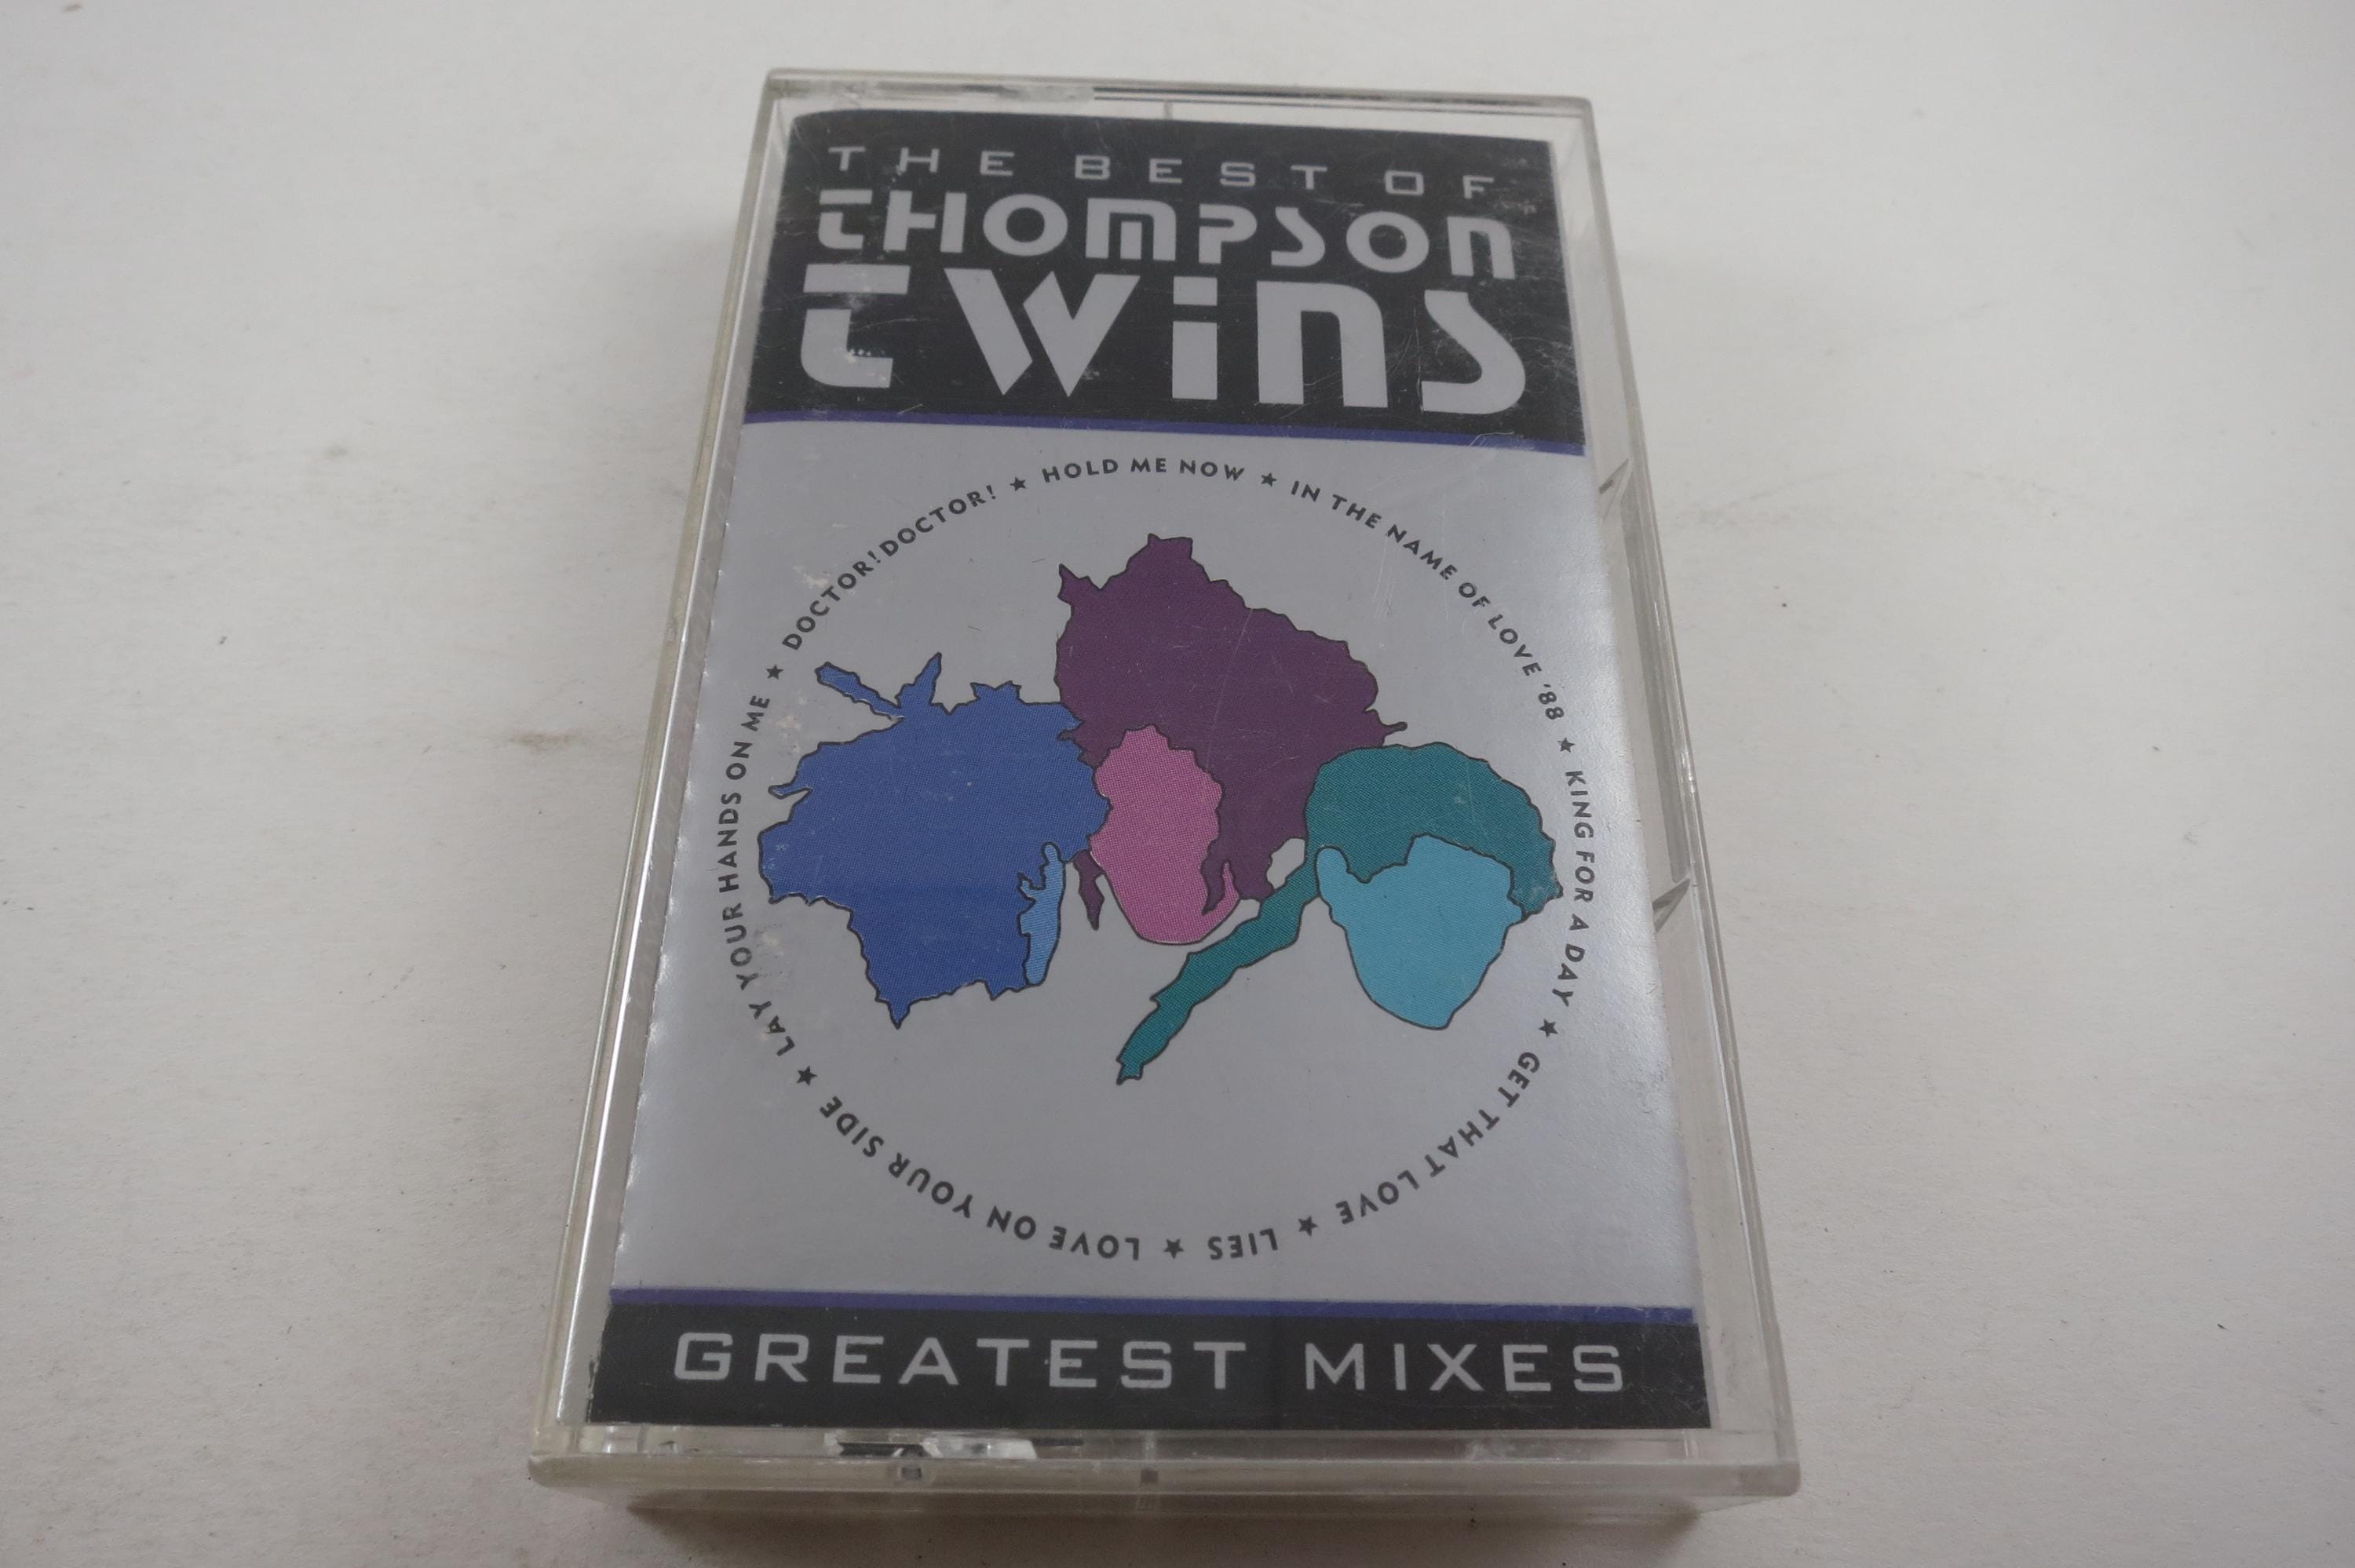 THE BEST OF
THOMPSON
TWINS
LAY YOUR HANDS ON ME ★ DOCTOR! DOCTOR! ★ HOLD ME NOW ★ IN THE NAME OF LOVE '88 ★ KING FOR A DAY ★ GET THAT LOVE ★ LIES ★ LOVE ON YOUR SIDE ★
GREATEST MIXES